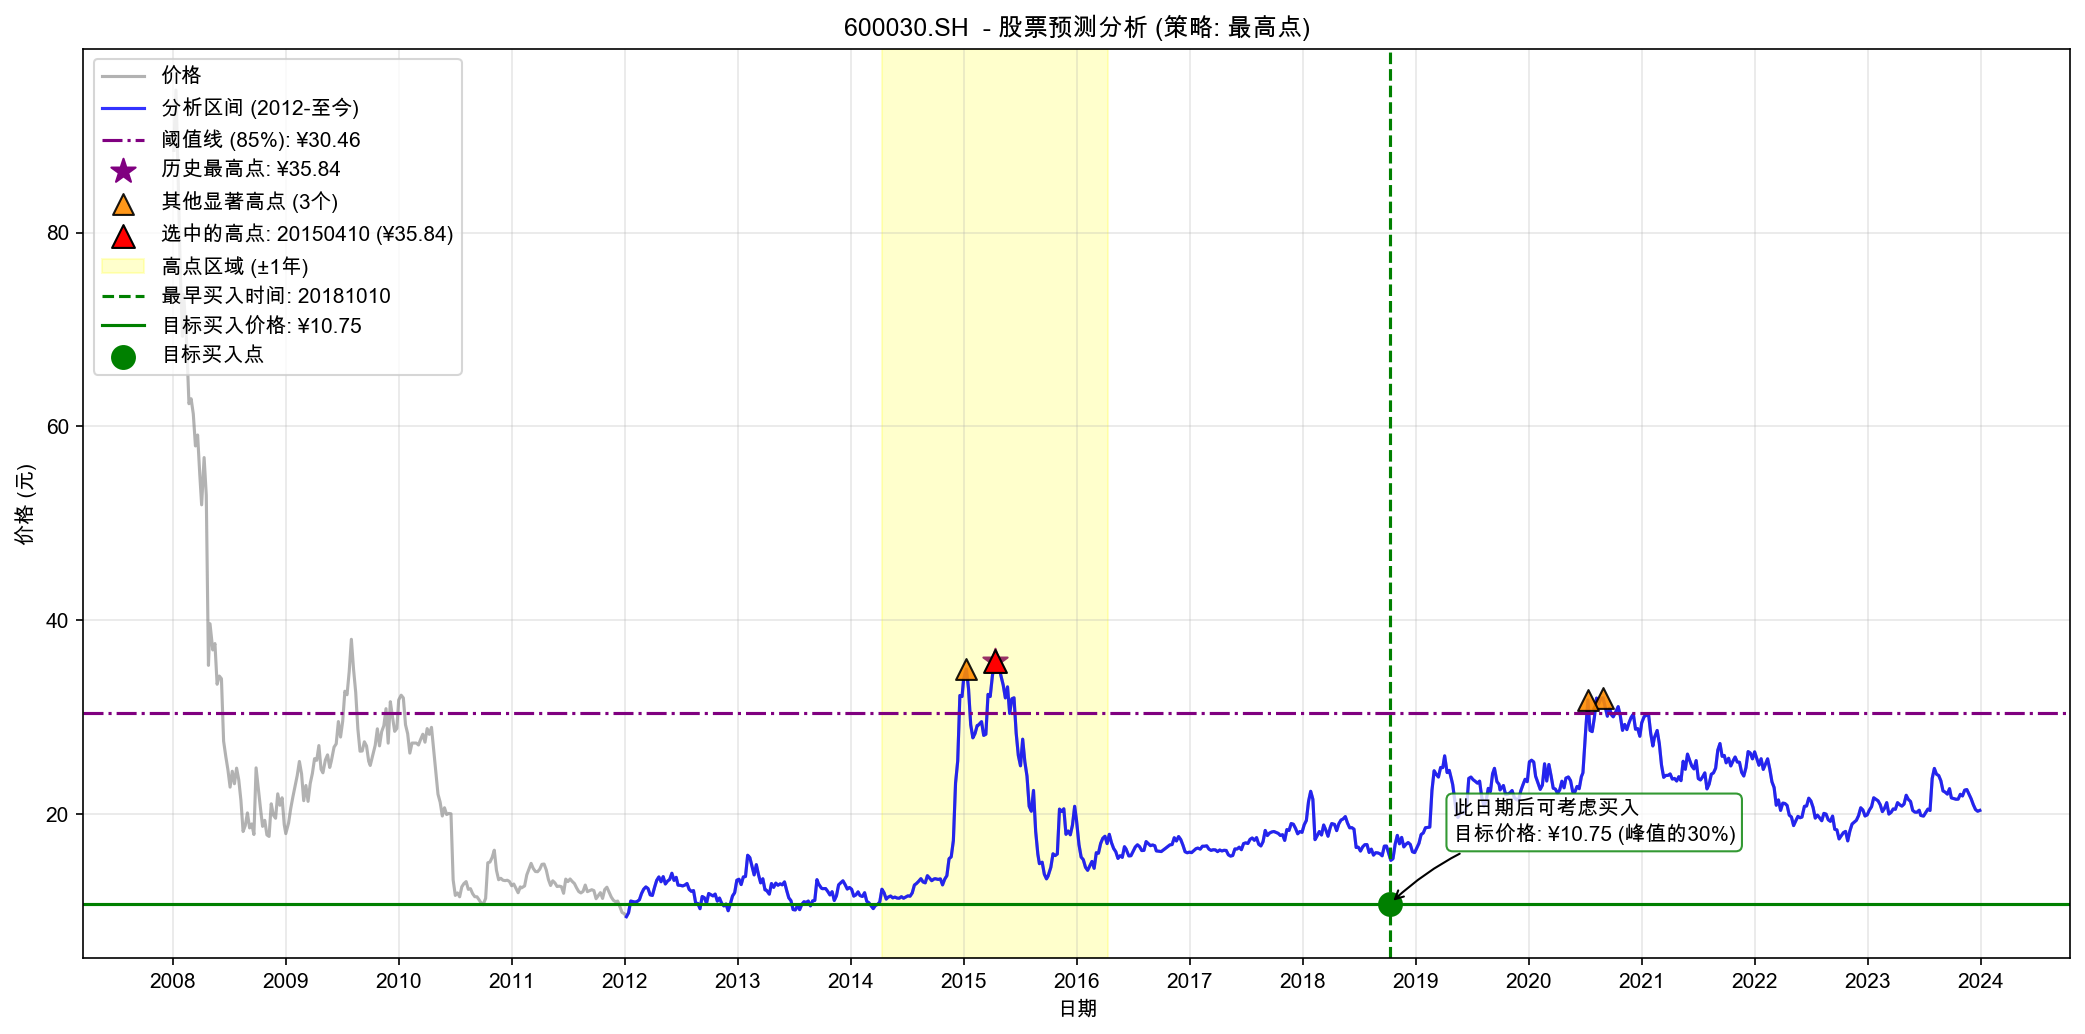 600030.SH  - 股票预测分析 (策略: 最高点)
价格
分析区间 (2012-至今)
阈值线 (85%): ¥30.46
历史最高点: ¥35.84
其他显著高点 (3个)
选中的高点: 20150410 (¥35.84)
高点区域 (±1年)
最早买入时间: 20181010
目标买入价格: ¥10.75
目标买入点
80
60
40
20
价格 (元)
此日期后可考虑买入
目标价格: ¥10.75 (峰值的30%)
2008 2009 2010 2011 2012 2013 2014 2015 2016 2017 2018 2019 2020 2021 2022 2023 2024
日期